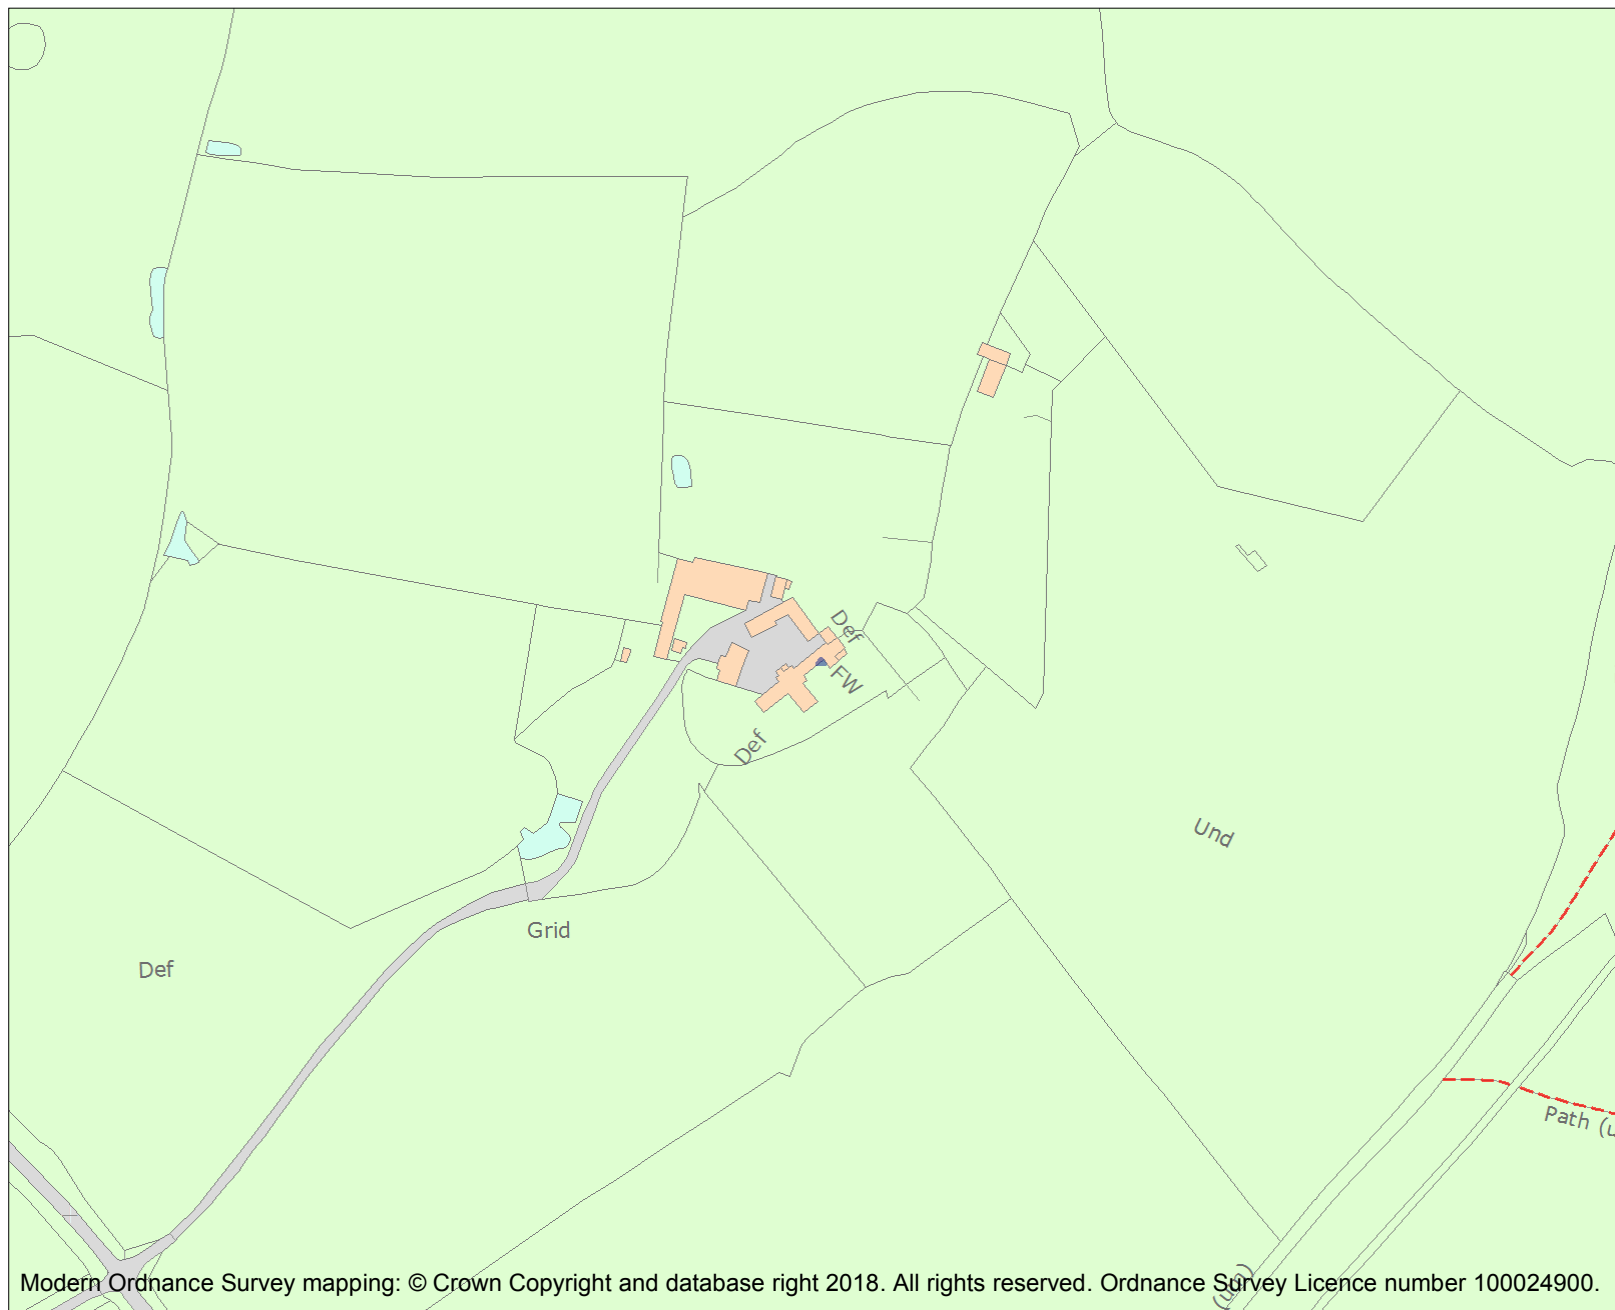 Def
FW
Def
Und
Grid
Def
Path (u
(un)
Modern Ordnance Survey mapping: © Crown Copyright and database right 2018. All rights reserved. Ordnance Survey Licence number 100024900.